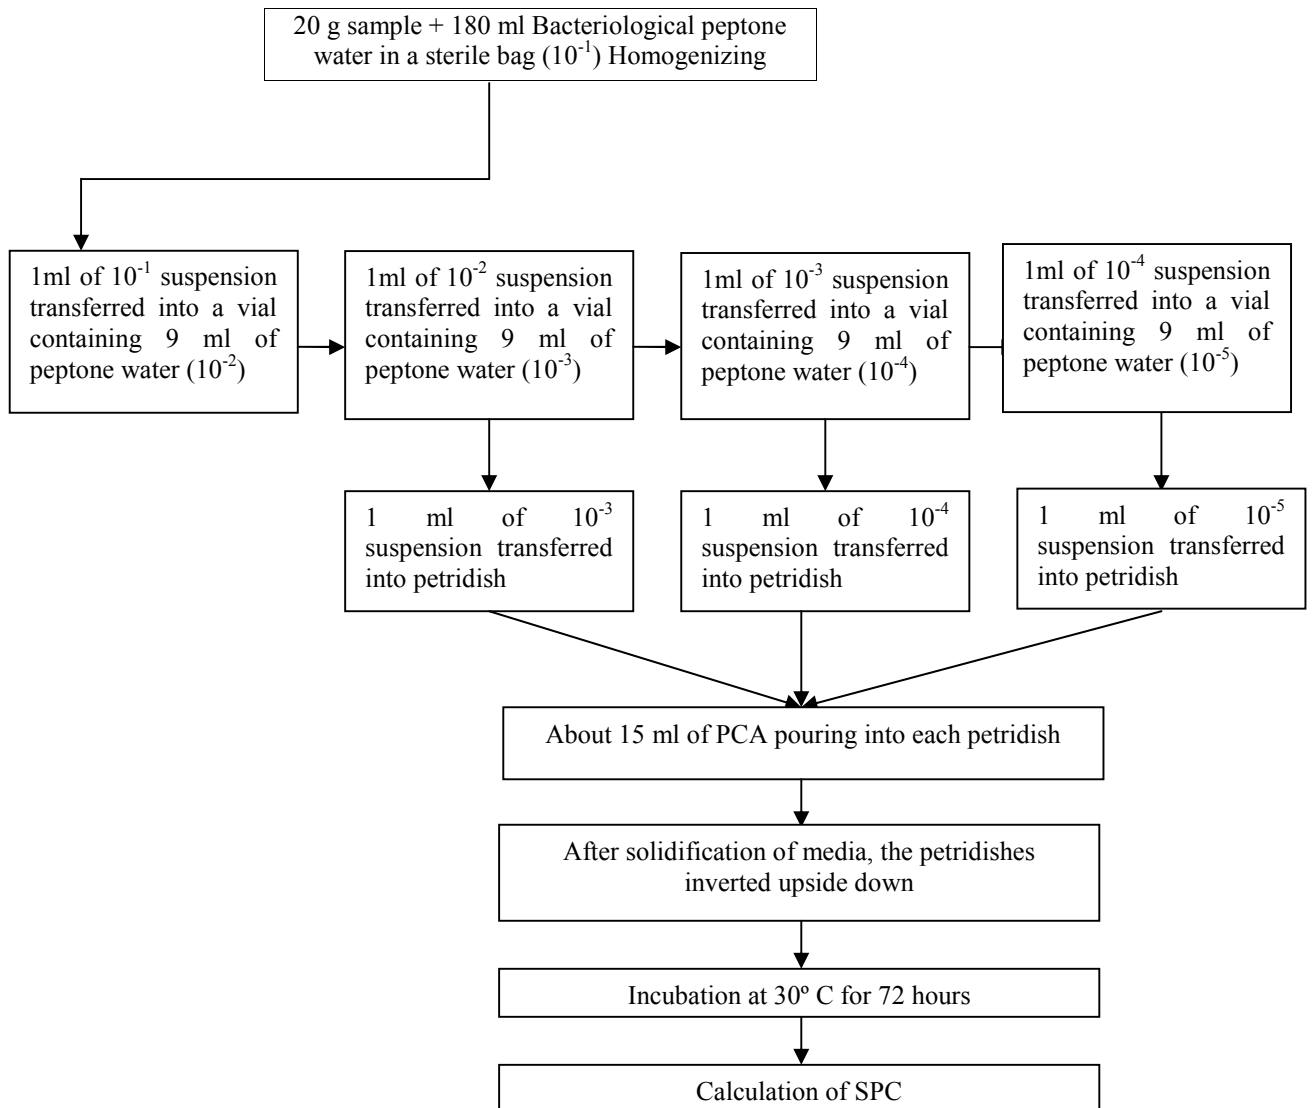 20 g sample + 180 ml Bacteriological peptone
water in a sterile bag (10⁻¹) Homogenizing
1ml of 10⁻¹ suspension
transferred into a vial
containing 9 ml of
peptone water (10⁻²)
1ml of 10⁻² suspension
transferred into a vial
containing 9 ml of
peptone water (10⁻³)
1ml of 10⁻³ suspension
transferred into a vial
containing 9 ml of
peptone water (10⁻⁴)
1ml of 10⁻⁴ suspension
transferred into a vial
containing 9 ml of
peptone water (10⁻⁵)
1 ml of 10⁻³
suspension transferred
into petridish
1 ml of 10⁻⁴
suspension transferred
into petridish
1 ml of 10⁻⁵
suspension transferred
into petridish
About 15 ml of PCA pouring into each petridish
After solidification of media, the petridishes
inverted upside down
Incubation at 30º C for 72 hours
Calculation of SPC